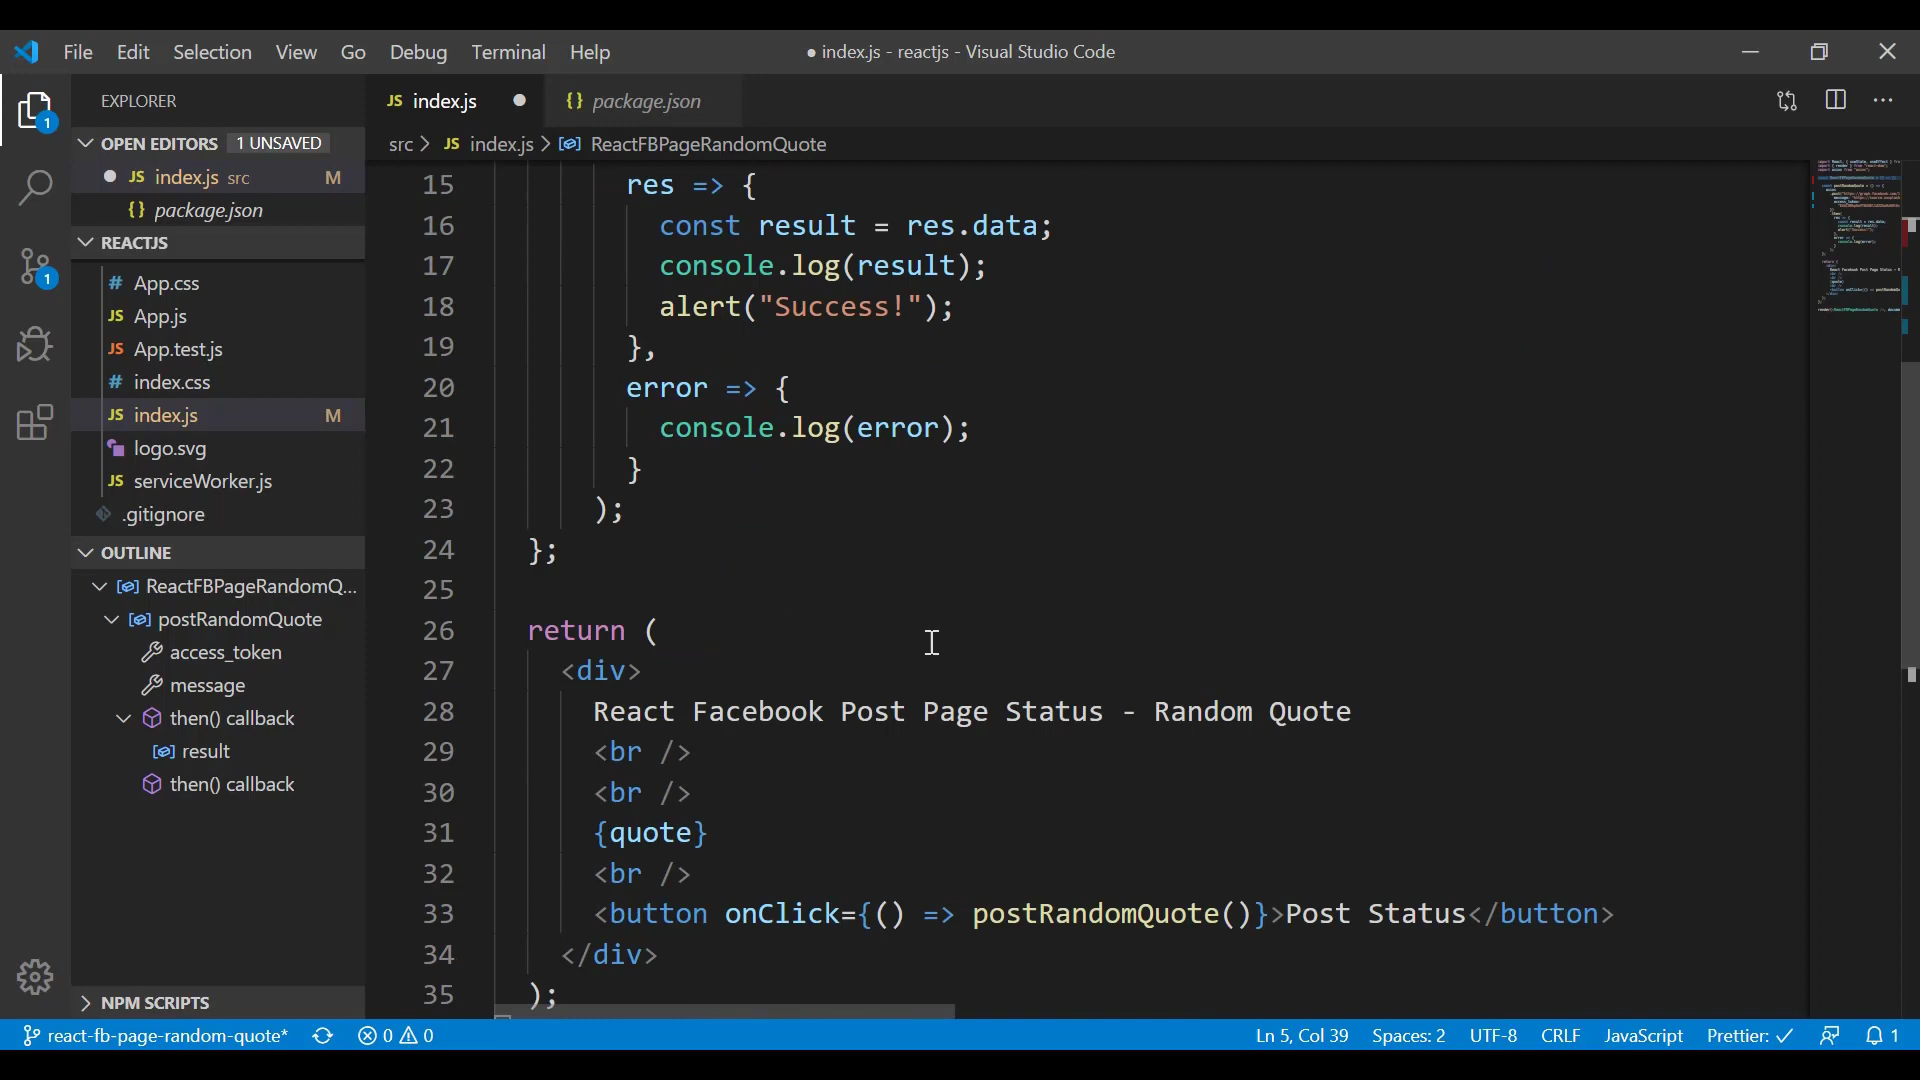 File Edit Selection View Go Debug Terminal Help ● index.js - reactjs - Visual Studio Code
EXPLORER
1
OPEN EDITORS 1 UNSAVED
JS index.js src M
{} package.json
REACTJS
# App.css
JS App.js
JS App.test.js
# index.css
JS index.js M
logo.svg
JS serviceWorker.js
.gitignore
1
OUTLINE
ReactFBPageRandomQ...
postRandomQuote
access_token
message
then() callback
result
then() callback
NPM SCRIPTS
JS index.js ● {} package.json
src > JS index.js > ReactFBPageRandomQuote
15 res => {
16 const result = res.data;
17 console.log(result);
18 alert("Success!");
19 },
20 error => {
21 console.log(error);
22 }
23 );
24 };
25
26 return (
27 <div>
28 React Facebook Post Page Status - Random Quote
29 <br />
30 <br />
31 {quote}
32 <br />
33 <button onClick={() => postRandomQuote()}>Post Status</button>
34 </div>
35 );
react-fb-page-random-quote* 0 0 Ln 5, Col 39 Spaces: 2 UTF-8 CRLF JavaScript Prettier: ✓ 1